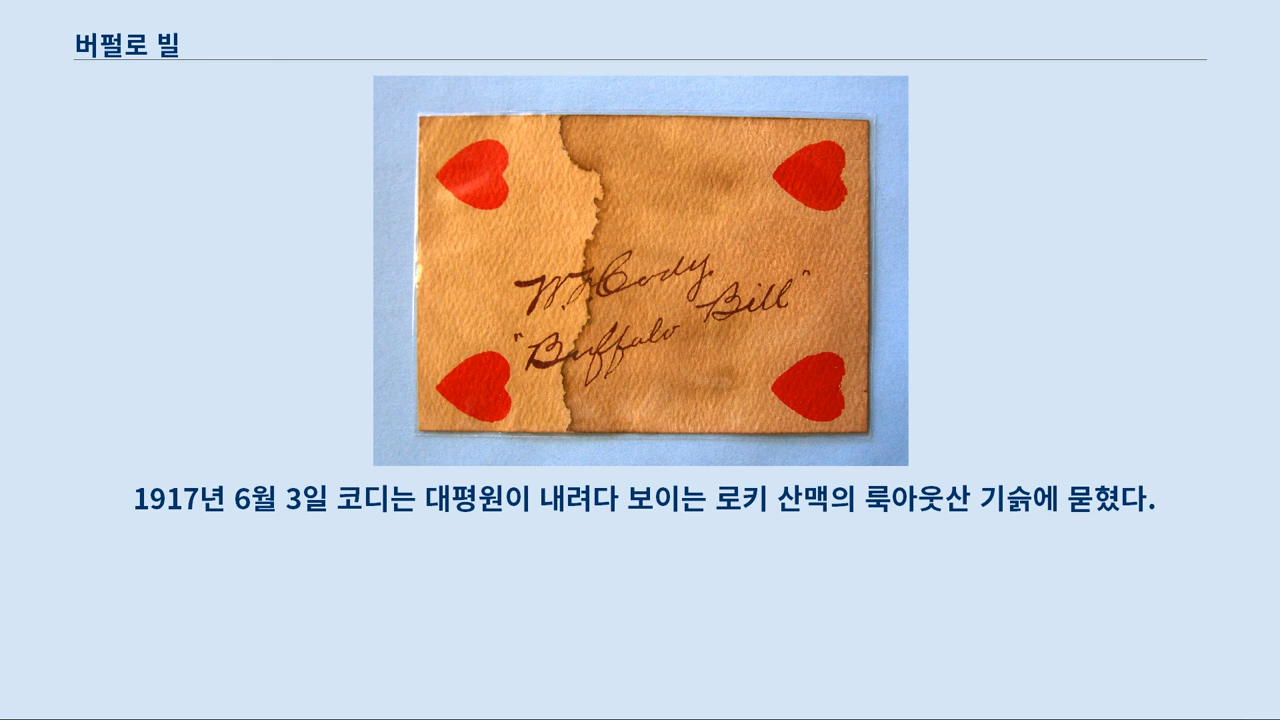 버펄로 빌
W.F. Cody.
"Buffalo Bill"
1917년 6월 3일 코디는 대평원이 내려다 보이는 로키 산맥의 룩아웃산 기슭에 묻혔다.